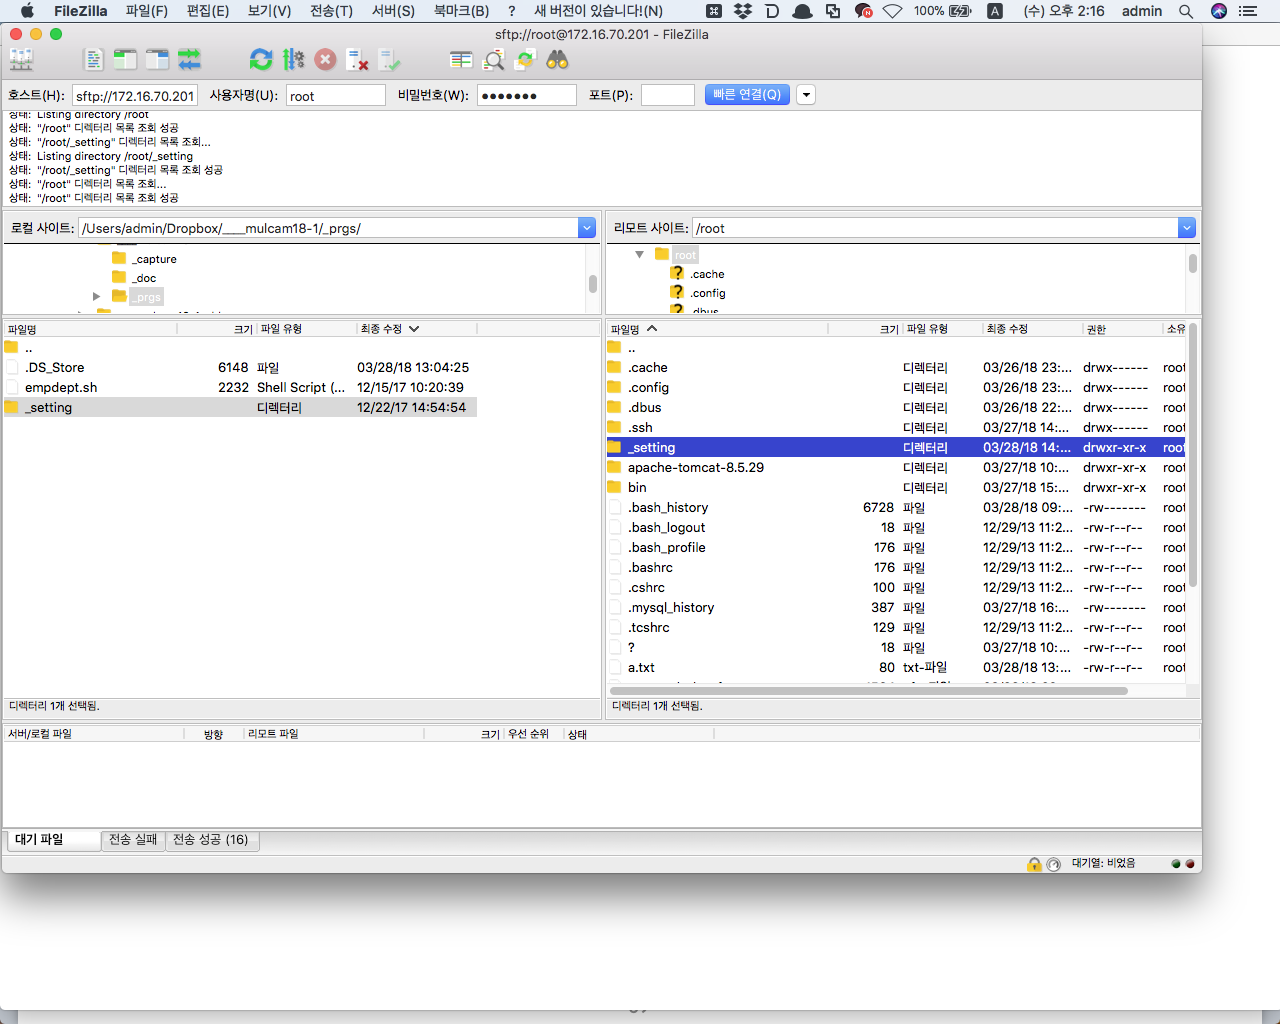 FileZilla 파일(F) 편집(E) 보기(V) 전송(T) 서버(S) 북마크(B) ? 새 버전이 있습니다!(N) 100% A (수) 오후 2:16 admin
sftp://root@172.16.70.201 - FileZilla
호스트(H): sftp://172.16.70.201 사용자명(U): root 비밀번호(W): ●●●●●●● 포트(P): 빠른 연결(Q)
상태: Listing directory /root
상태: "/root" 디렉터리 목록 조회 성공
상태: "/root/_setting" 디렉터리 목록 조회...
상태: Listing directory /root/_setting
상태: "/root/_setting" 디렉터리 목록 조회 성공
상태: "/root" 디렉터리 목록 조회...
상태: "/root" 디렉터리 목록 조회 성공
로컬 사이트: /Users/admin/Dropbox/____mulcam18-1/_prgs/
_capture
_doc
_prgs
파일명 크기 파일 유형 최종 수정
..
.DS_Store 6148 파일 03/28/18 13:04:25
empdept.sh 2232 Shell Script (... 12/15/17 10:20:39
_setting 디렉터리 12/22/17 14:54:54
디렉터리 1개 선택됨.
리모트 사이트: /root
root
.cache
.config
.dbus
파일명 크기 파일 유형 최종 수정 권한 소유
..
.cache 디렉터리 03/26/18 23:... drwx------ root
.config 디렉터리 03/26/18 23:... drwx------ root
.dbus 디렉터리 03/26/18 22:... drwx------ root
.ssh 디렉터리 03/27/18 14:... drwx------ root
_setting 디렉터리 03/28/18 14:... drwxr-xr-x root
apache-tomcat-8.5.29 디렉터리 03/27/18 10:... drwxr-xr-x root
bin 디렉터리 03/27/18 15:... drwxr-xr-x root
.bash_history 6728 파일 03/28/18 09:... -rw------- root
.bash_logout 18 파일 12/29/13 11:2... -rw-r--r-- root
.bash_profile 176 파일 12/29/13 11:2... -rw-r--r-- root
.bashrc 176 파일 12/29/13 11:2... -rw-r--r-- root
.cshrc 100 파일 12/29/13 11:2... -rw-r--r-- root
.mysql_history 387 파일 03/27/18 16:... -rw------- root
.tcshrc 129 파일 12/29/13 11:2... -rw-r--r-- root
? 18 파일 03/27/18 10:... -rw-r--r-- root
a.txt 80 txt-파일 03/28/18 13:... -rw-r--r-- root
디렉터리 1개 선택됨.
서버/로컬 파일 방향 리모트 파일 크기 우선 순위 상태
대기 파일 전송 실패 전송 성공 (16)
대기열: 비었음